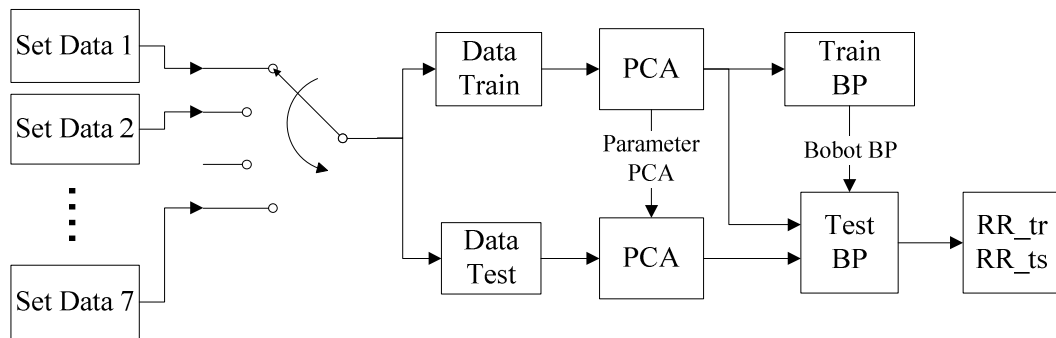 Set Data 1
Set Data 2
Set Data 7
Data
Train
PCA
Train
BP
Parameter
PCA
Bobot BP
Data
Test
PCA
Test
BP
RR_tr
RR_ts